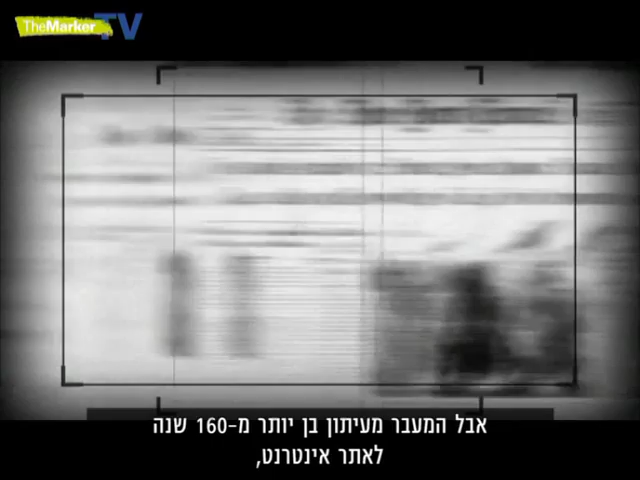 TheMarker TV
אבל המעבר מעיתון בן יותר מ-160 שנה
לאתר אינטרנט,